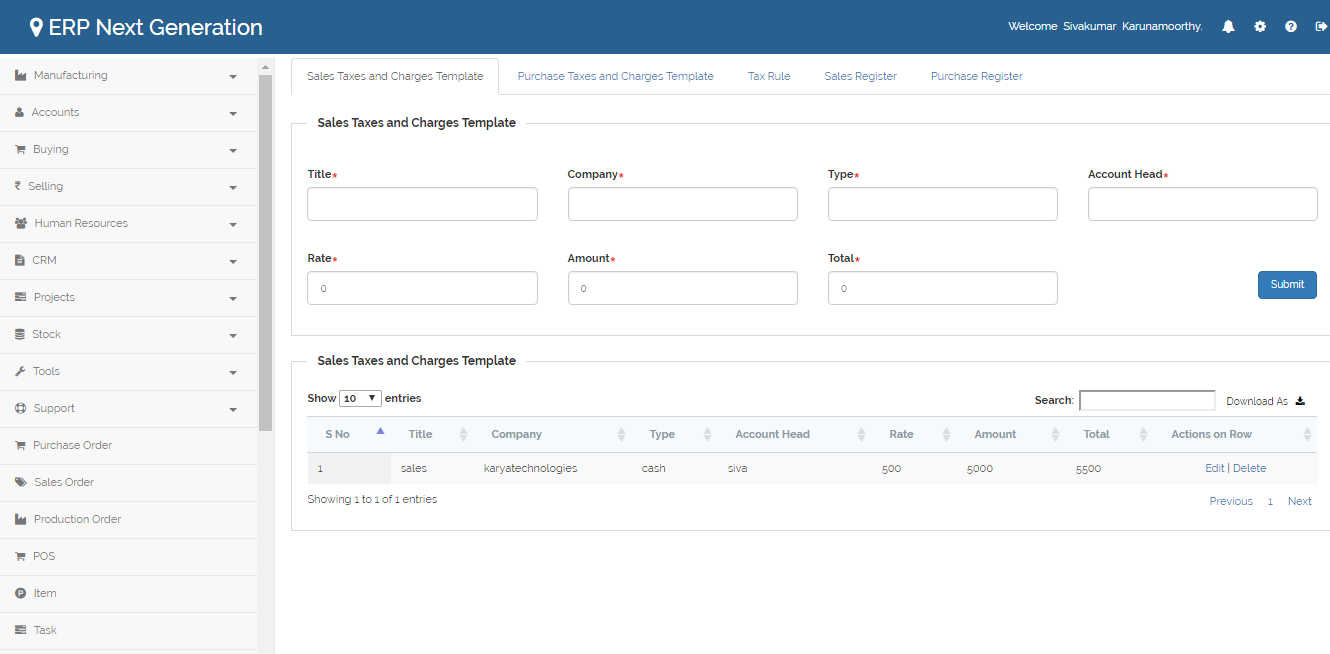 ERP Next Generation
Welcome Sivakumar Karunamoorthy.
Manufacturing
Accounts
Buying
Selling
Human Resources
CRM
Projects
Stock
Tools
Support
Purchase Order
Sales Order
Production Order
POS
Item
Task
Sales Taxes and Charges Template Purchase Taxes and Charges Template Tax Rule Sales Register Purchase Register
Sales Taxes and Charges Template
Title* Company* Type* Account Head*
Rate* Amount* Total*
0 0 0 Submit
Sales Taxes and Charges Template
Show 10 entries Search: Download As
S No Title Company Type Account Head Rate Amount Total Actions on Row
1 sales karyatechnologies cash siva 500 5000 5500 Edit | Delete
Showing 1 to 1 of 1 entries Previous 1 Next